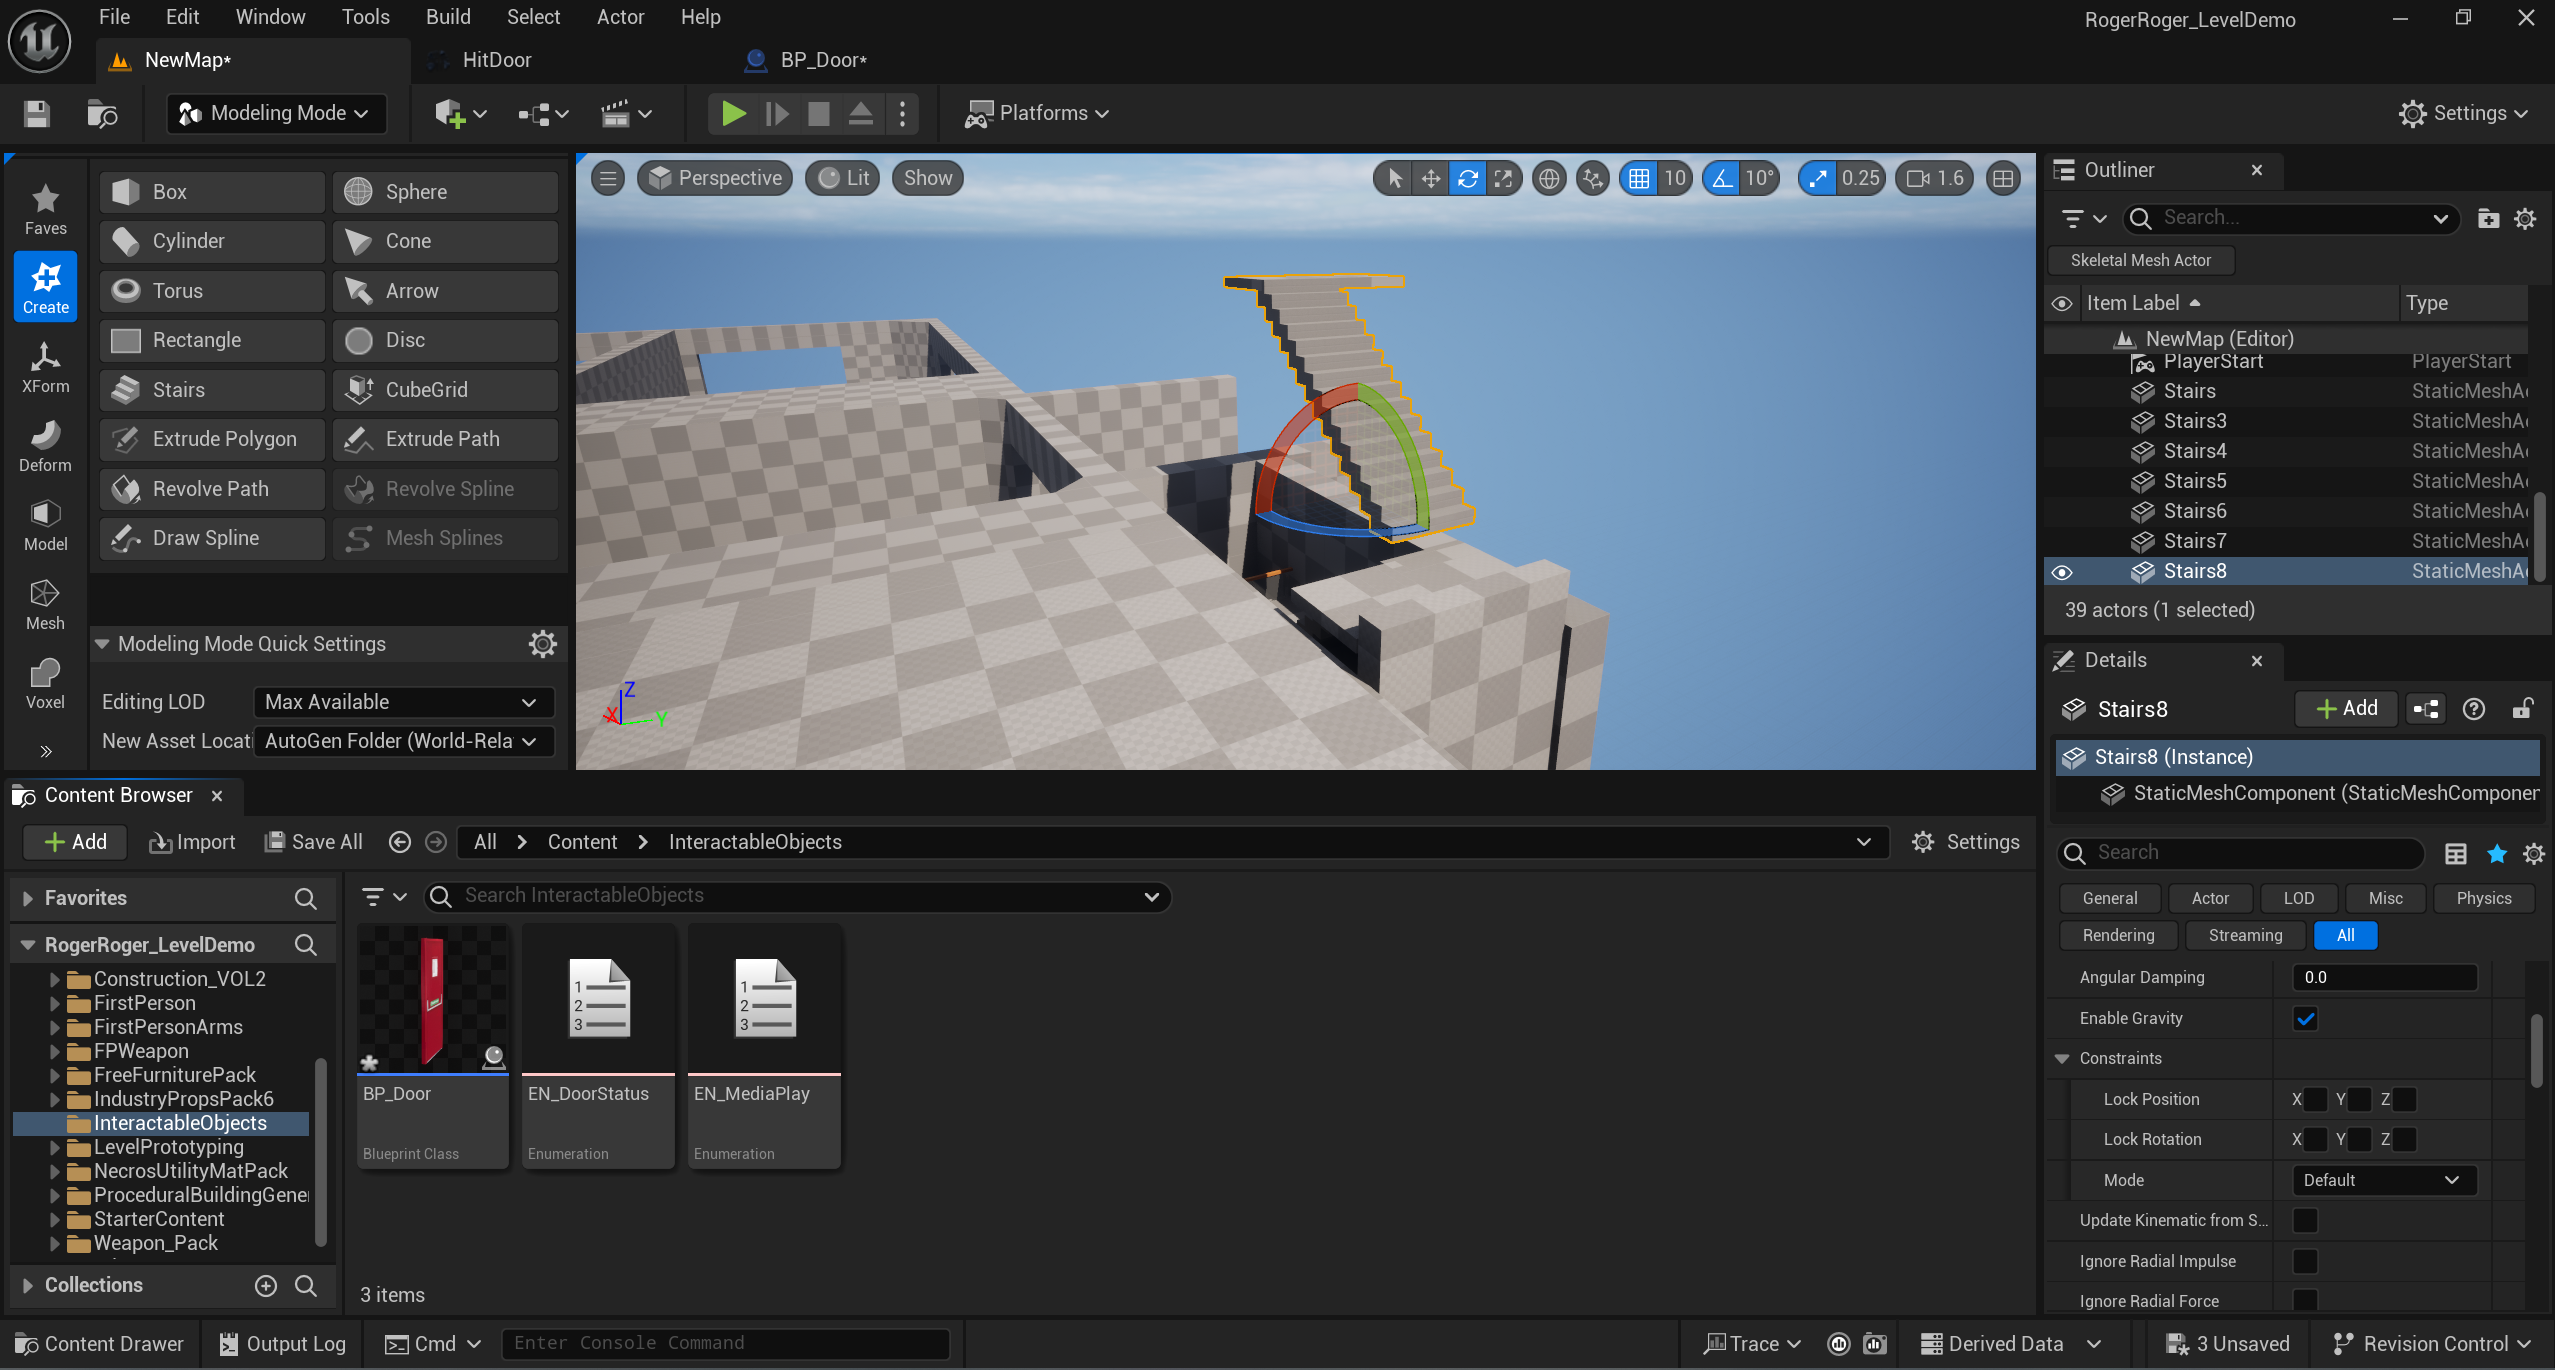 File Edit Window Tools Build Select Actor Help
RogerRoger_LevelDemo
NewMap*
HitDoor
BP_Door*
Modeling Mode
Platforms
Settings
Faves
Create
XForm
Deform
Model
Mesh
Voxel
Box
Sphere
Cylinder
Cone
Torus
Arrow
Rectangle
Disc
Stairs
CubeGrid
Extrude Polygon
Extrude Path
Revolve Path
Revolve Spline
Draw Spline
Mesh Splines
Modeling Mode Quick Settings
Editing LOD
Max Available
New Asset Locati
AutoGen Folder (World-Rela
Perspective
Lit
Show
10
10°
0.25
1.6
Z
X
Y
Outliner
Search...
Skeletal Mesh Actor
Item Label
Type
NewMap (Editor)
PlayerStart PlayerStart
Stairs StaticMeshA
Stairs3 StaticMeshA
Stairs4 StaticMeshA
Stairs5 StaticMeshA
Stairs6 StaticMeshA
Stairs7 StaticMeshA
Stairs8 StaticMeshA
39 actors (1 selected)
Details
Stairs8
Add
Stairs8 (Instance)
StaticMeshComponent (StaticMeshComponen
Search
General
Actor
LOD
Misc
Physics
Rendering
Streaming
All
Angular Damping
0.0
Enable Gravity
Constraints
Lock Position
X Y Z
Lock Rotation
X Y Z
Mode
Default
Update Kinematic from S...
Ignore Radial Impulse
Ignore Radial Force
Content Browser
Add
Import
Save All
All > Content > InteractableObjects
Settings
Favorites
RogerRoger_LevelDemo
Construction_VOL2
FirstPerson
FirstPersonArms
FPWeapon
FreeFurniturePack
IndustryPropsPack6
InteractableObjects
LevelPrototyping
NecrosUtilityMatPack
ProceduralBuildingGene
StarterContent
Weapon_Pack
Collections
Search InteractableObjects
1
2
3
1
2
3
BP_Door
Blueprint Class
EN_DoorStatus
Enumeration
EN_MediaPlay
Enumeration
3 items
Content Drawer
Output Log
Cmd
Enter Console Command
Trace
Derived Data
3 Unsaved
Revision Control